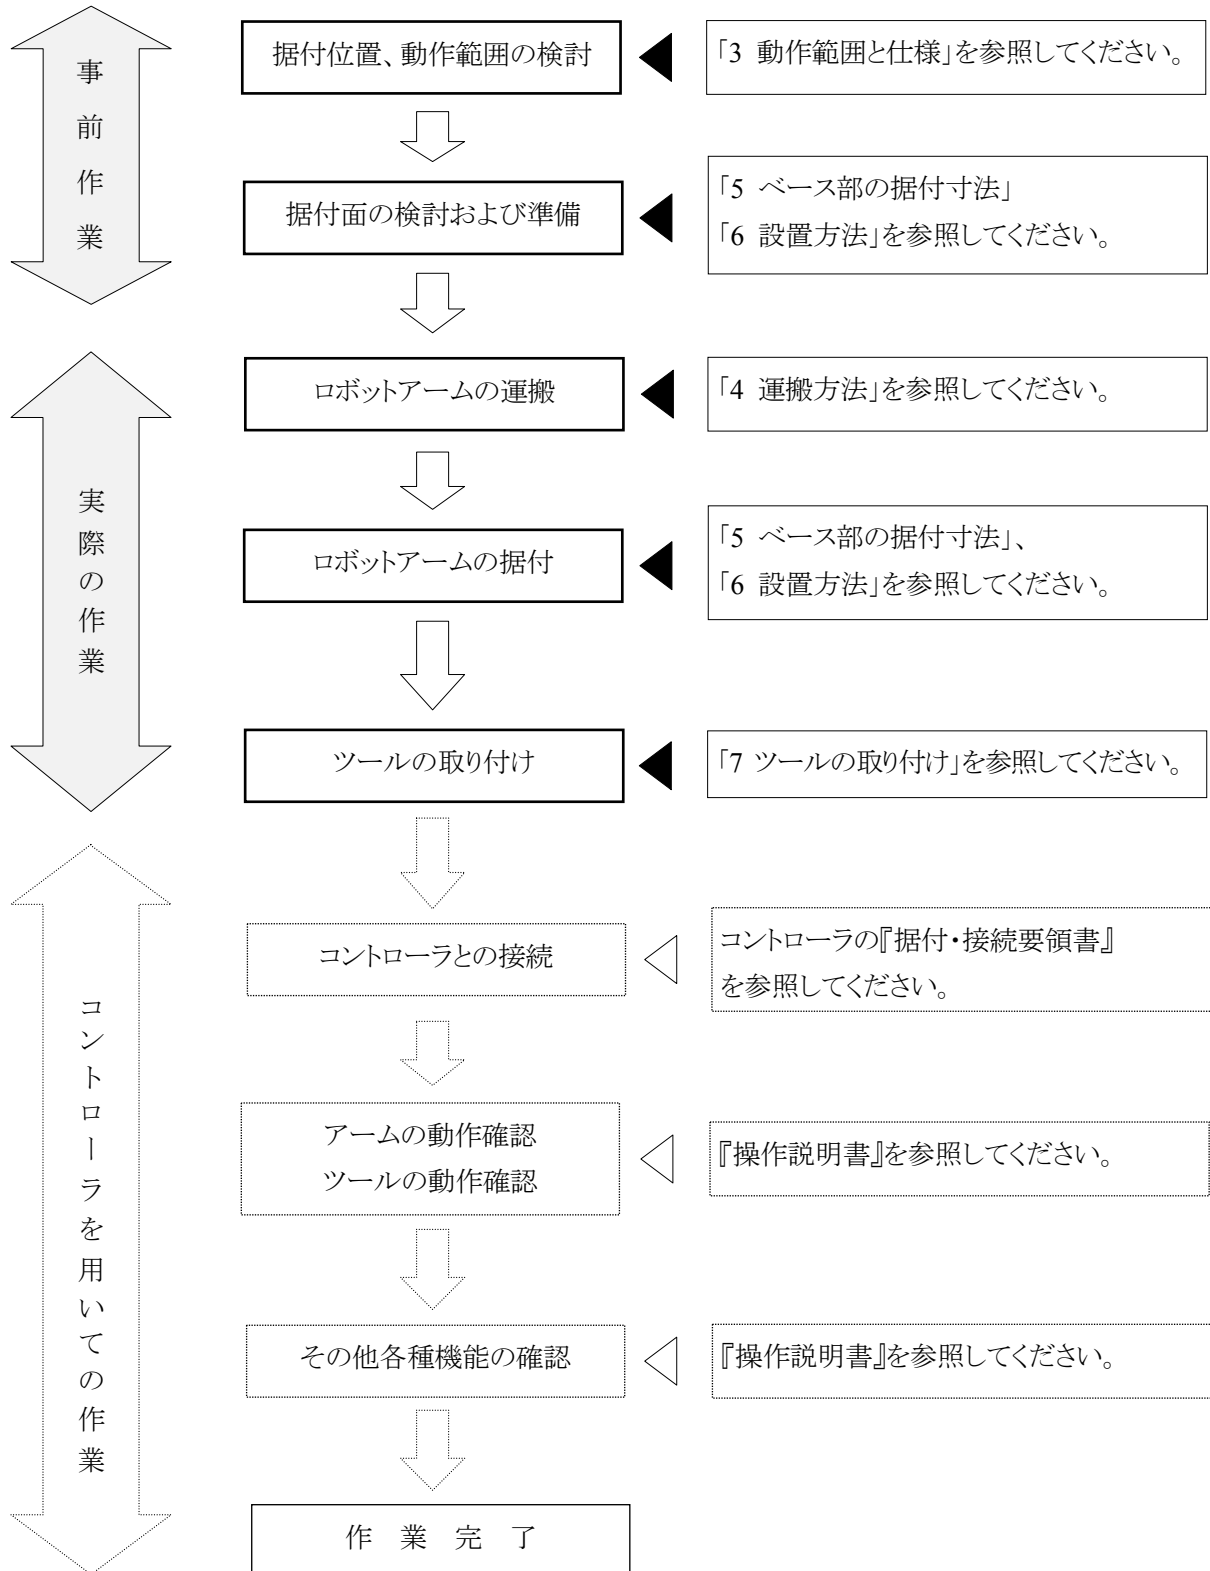 事前作業
据付位置、動作範囲の検討
「3 動作範囲と仕様」を参照してください。
据付面の検討および準備
「5 ベース部の据付寸法」
「6 設置方法」を参照してください。
実際の作業
ロボットアームの運搬
「4 運搬方法」を参照してください。
ロボットアームの据付
「5 ベース部の据付寸法」、
「6 設置方法」を参照してください。
ツールの取り付け
「7 ツールの取り付け」を参照してください。
コントローラを用いての作業
コントローラとの接続
コントローラの『据付・接続要領書』
を参照してください。
アームの動作確認
ツールの動作確認
『操作説明書』を参照してください。
その他各種機能の確認
『操作説明書』を参照してください。
作 業 完 了